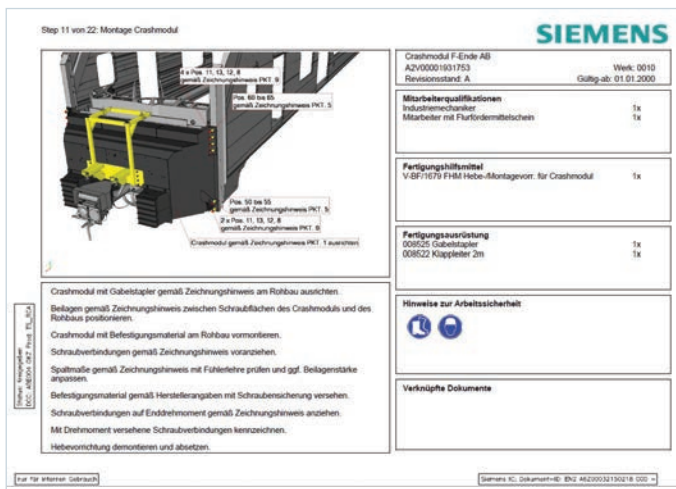 Step 11 von 22: Montage Crashmodul
SIEMENS
4 x Pos. 11, 13, 12, 8
gemäß Zeichnungshinweis PKT. 9
Pos. 60 bis 65
gemäß Zeichnungshinweis PKT. 5
Pos. 50 bis 55
gemäß Zeichnungshinweis PKT. 5
2 x Pos. 11, 13, 12, 8
gemäß Zeichnungshinweis PKT.
Crashmodul gemäß Zeichnungshinweis PKT. 1 ausrichten
Crashmodul F-Ende AB
A2V00001931753 Werk: 0010
Revisionsstand: A Gültig-ab: 01.01.2000
Mitarbeiterqualifikationen
Industriemechaniker 1x
Mitarbeiter mit Flurfördermittelschein 1x
Fertigungshilfsmittel
V-BF/1679 FHM Hebe-/Montagevorr. für Crashmodul 1x
Fertigungsausrüstung
008525 Gabelstapler 1x
008522 Klappleiter 2m 1x
Hinweise zur Arbeitssicherheit
Verknüpfte Dokumente
Crashmodul mit Gabelstapler gemäß Zeichnungshinweis am Rohbau ausrichten.
Beilagen gemäß Zeichnungshinweis zwischen Schraubflächen des Crashmoduls und des
Rohbaus positionieren.
Crashmodul mit Befestigungsmaterial am Rohbau vormontieren.
Schraubverbindungen gemäß Zeichnungshinweis voranziehen.
Spaltmaße gemäß Zeichnungshinweis mit Fühlerlehre prüfen und ggf. Beilagenstärke
anpassen.
Befestigungsmaterial gemäß Herstellerangaben mit Schraubensicherung versehen.
Schraubverbindungen auf Enddrehmoment gemäß Zeichnungshinweis anziehen.
Mit Drehmoment versehene Schraubverbindungen kennzeichnen.
Hebevorrichtung demontieren und absetzen.
Status: Freigegeben
nur für internen Gebrauch
Siemens IC, Dokument-ID: